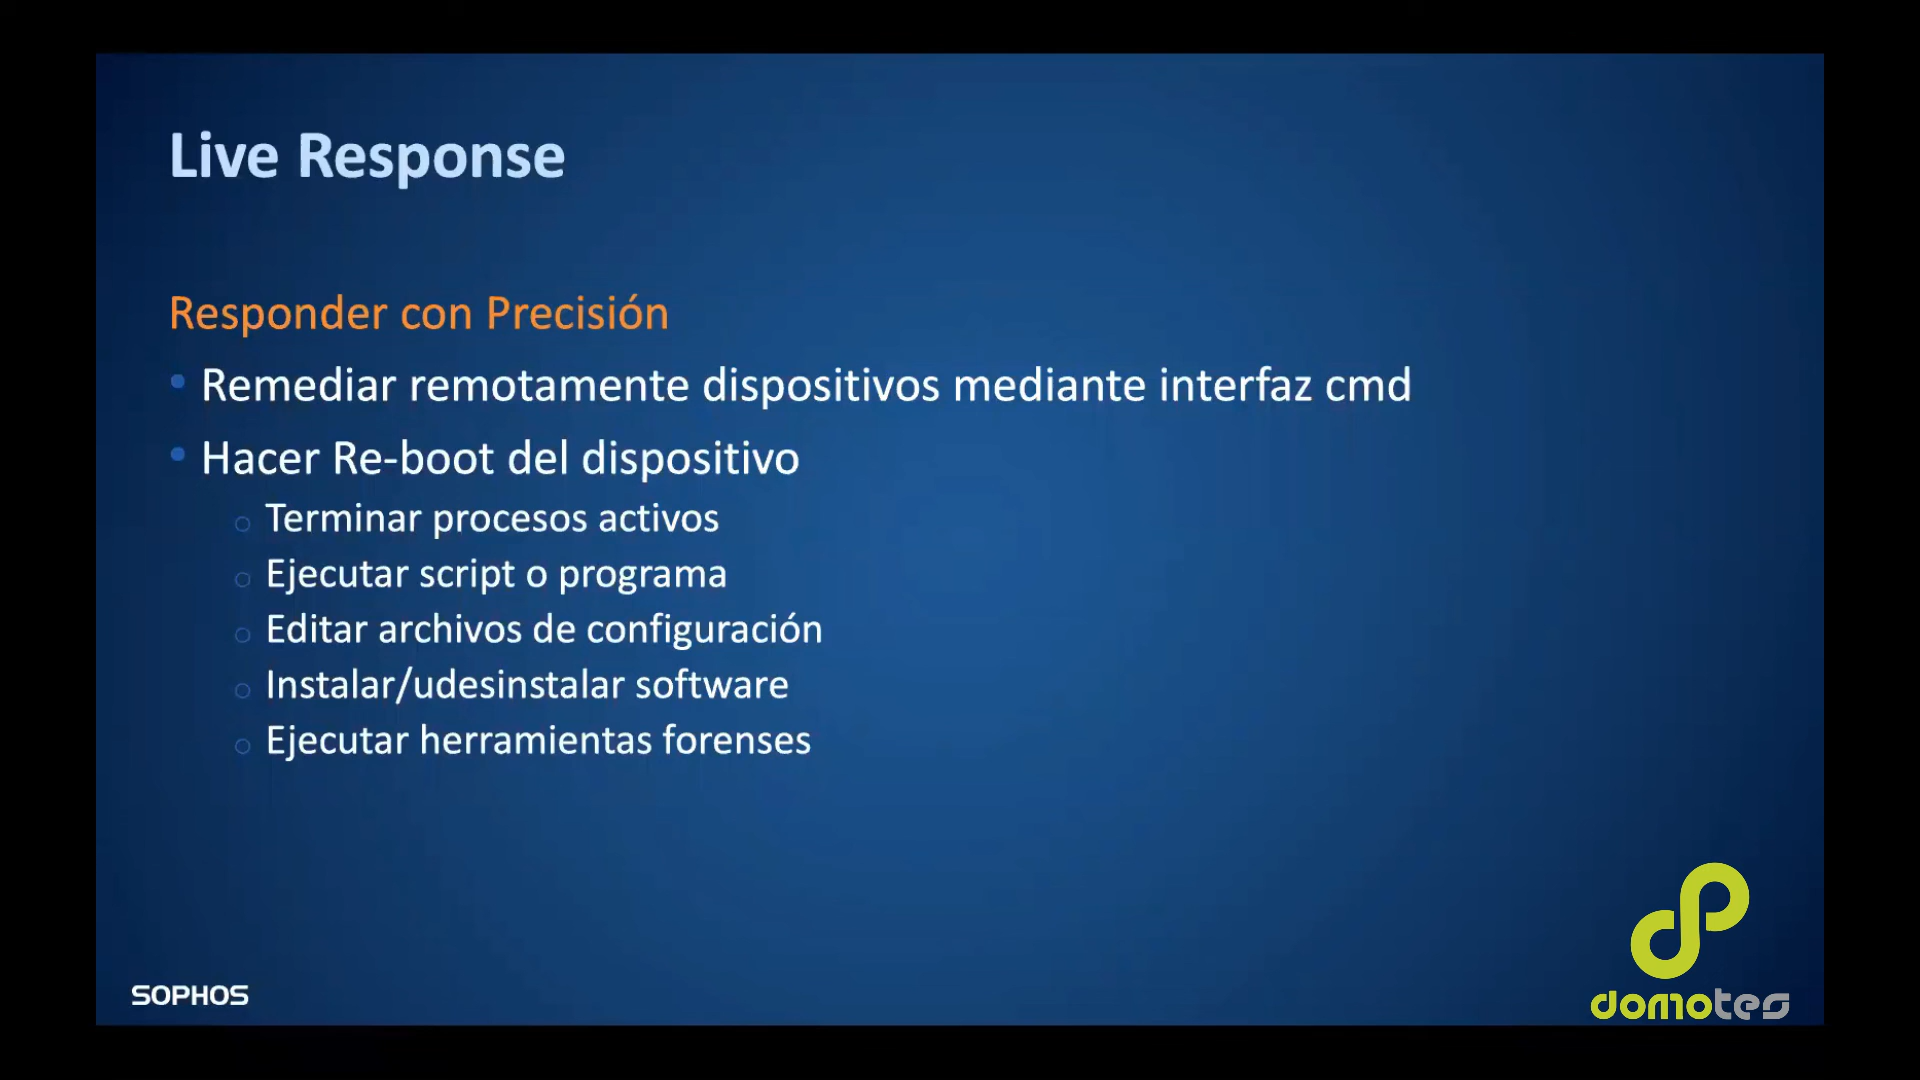 Live Response
Responder con Precisión
Remediar remotamente dispositivos mediante interfaz cmd
Hacer Re-boot del dispositivo
Terminar procesos activos
Ejecutar script o programa
Editar archivos de configuración
Instalar/udesinstalar software
Ejecutar herramientas forenses
SOPHOS
domotes